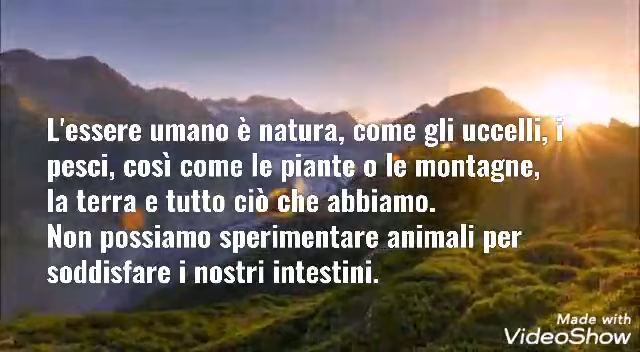 L'essere umano è natura, come gli uccelli, i
pesci, così come le piante o le montagne,
la terra e tutto ciò che abbiamo.
Non possiamo sperimentare animali per
soddisfare i nostri intestini.
Made with
VideoShow